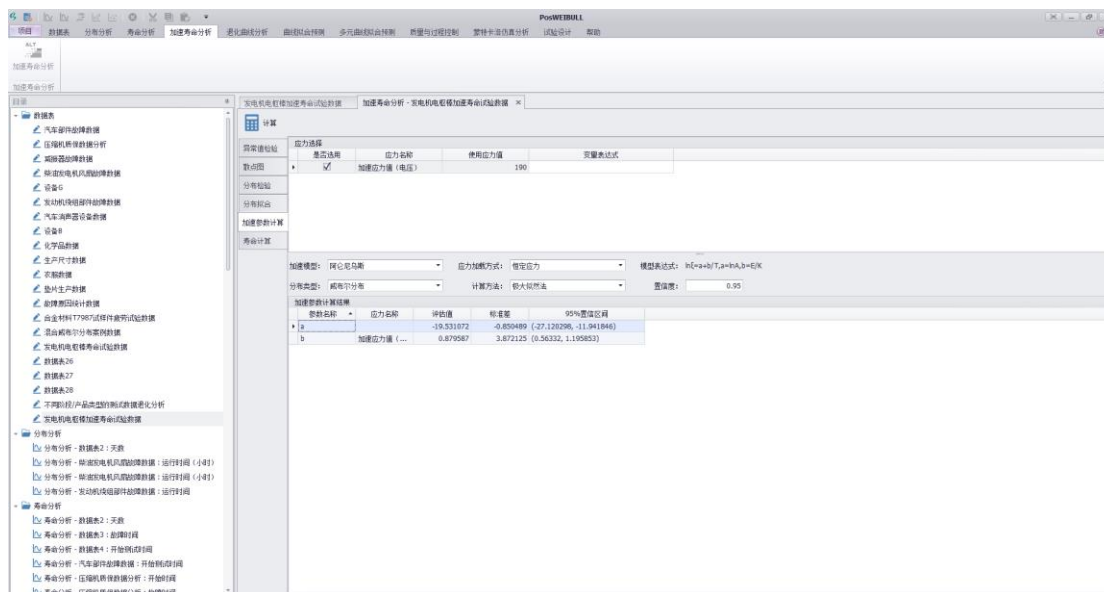 PosWEIBULL
项目 数据表 分布分析 寿命分析 加速寿命分析 退化曲线分析 曲线拟合预测 多元曲线拟合预测 质量与过程控制 蒙特卡洛仿真分析 试验设计 帮助
ALT
加速寿命分析
加速寿命分析
目录
数据表
汽车部件故障数据
压缩机质保数据分析
减振器故障数据
柴油发电机风扇故障数据
设备G
发动机绕组部件故障数据
汽车消声器设备数据
设备H
化学品数据
生产尺寸数据
衣服数据
垫片生产数据
故障原因统计数据
合金材料T7987试样件疲劳试验数据
混合威布尔分布案例数据
发电机电枢棒寿命试验数据
数据表26
数据表27
数据表28
不同阶段/产品类型的测试数据退化分析
发电机电枢棒加速寿命试验数据
分布分析
分布分析 - 数据表2：天数
分布分析 - 柴油发电机风扇故障数据：运行时间（小时）
分布分析 - 柴油发电机风扇故障数据：运行时间（小时）
分布分析 - 发动机绕组部件故障数据：运行时间
寿命分析
寿命分析 - 数据表2：天数
寿命分析 - 数据表3：故障时间
寿命分析 - 数据表4：开始测试时间
寿命分析 - 汽车部件故障数据：开始测试时间
寿命分析 - 压缩机质保数据分析：开始时间
发电机电枢棒加速寿命试验数据 加速寿命分析 - 发电机电枢棒加速寿命试验数据 ×
计算
异常值检验
散点图
分布检验
分布拟合
加速参数计算
寿命计算
应力选择
是否选用 应力名称 使用应力值 变量表达式
加速应力值（电压） 190
加速模型： 阿仑尼乌斯 应力加载方式： 恒定应力 模型表达式： lnξ=a+b/T,a=lnA,b=E/K
分布类型： 威布尔分布 计算方法： 极大似然法 置信度： 0.95
加速参数计算结果
参数名称 应力名称 评估值 标准差 95%置信区间
a -19.531072 -0.850489 (-27.120298, -11.941846)
b 加速应力值（... 0.879587 3.872125 (0.56332, 1.195853)